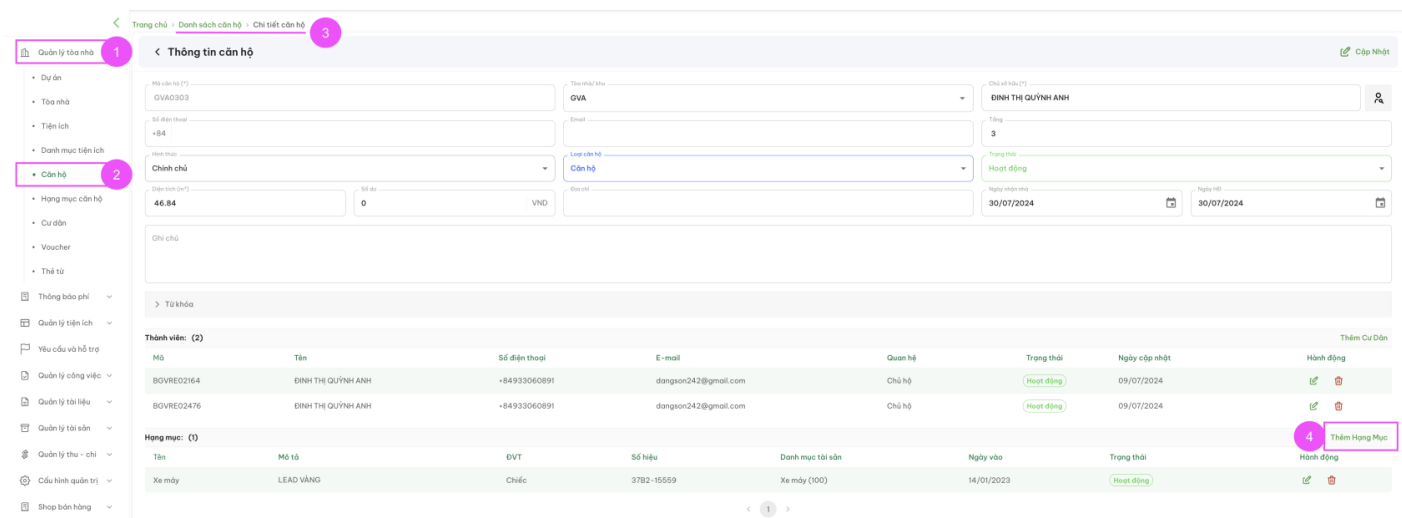 Trang chủ › Danh sách căn hộ › Chi tiết căn hộ
3
Quản lý tòa nhà
1
Dự án
Tòa nhà
Tiện ích
Danh mục tiện ích
Căn hộ
2
Hạng mục căn hộ
Cư dân
Voucher
Thẻ từ
Thông báo phí
Quản lý tiện ích
Yêu cầu và hỗ trợ
Quản lý công việc
Quản lý tài liệu
Quản lý tài sản
Quản lý thu - chi
Cấu hình quản trị
Shop bán hàng
Thông tin căn hộ
Cập Nhật
Mã căn hộ (*)
GVA0303
Tòa nhà/ khu
GVA
Chủ sở hữu (*)
ĐINH THỊ QUỲNH ANH
Số điện thoại
+84
Email
Tầng
3
Hình thức
Chính chủ
Loại căn hộ
Căn hộ
Trạng thái
Hoạt động
Diện tích (m²)
46.84
Số dư
0 VND
Địa chỉ
Ngày nhận nhà
30/07/2024
Ngày Hết
30/07/2024
Ghi chú
Từ khóa
Thành viên: (2) Thêm Cư Dân
Mã Tên Số điện thoại E-mail Quan hệ Trạng thái Ngày cập nhật Hành động
BGVRE02164 ĐINH THỊ QUỲNH ANH +84933060891 dangson242@gmail.com Chủ hộ Hoạt động 09/07/2024
BGVRE02476 ĐINH THỊ QUỲNH ANH +84933060891 dangson242@gmail.com Chủ hộ Hoạt động 09/07/2024
Hạng mục: (1) 4 Thêm Hạng Mục
Tên Mô tả ĐVT Số hiệu Danh mục tài sản Ngày vào Trạng thái Hành động
Xe máy LEAD VÀNG Chiếc 37B2-15559 Xe máy (100) 14/01/2023 Hoạt động
‹ 1 ›